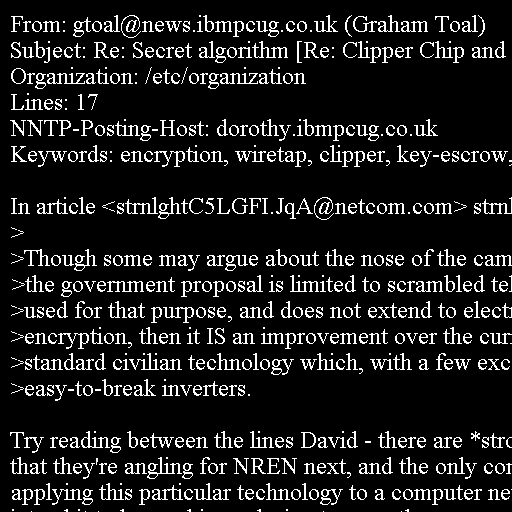 From: gtoal@news.ibmpcug.co.uk (Graham Toal)
Subject: Re: Secret algorithm [Re: Clipper Chip and
Organization: /etc/organization
Lines: 17
NNTP-Posting-Host: dorothy.ibmpcug.co.uk
Keywords: encryption, wiretap, clipper, key-escrow,

In article <strnlghtC5LGFI.JqA@netcom.com> strnl
>
>Though some may argue about the nose of the cam
>the government proposal is limited to scrambled tel
>used for that purpose, and does not extend to electr
>encryption, then it IS an improvement over the curr
>standard civilian technology which, with a few exc
>easy-to-break inverters.

Try reading between the lines David - there are *stro
that they're angling for NREN next, and the only con
applying this particular technology to a computer ne